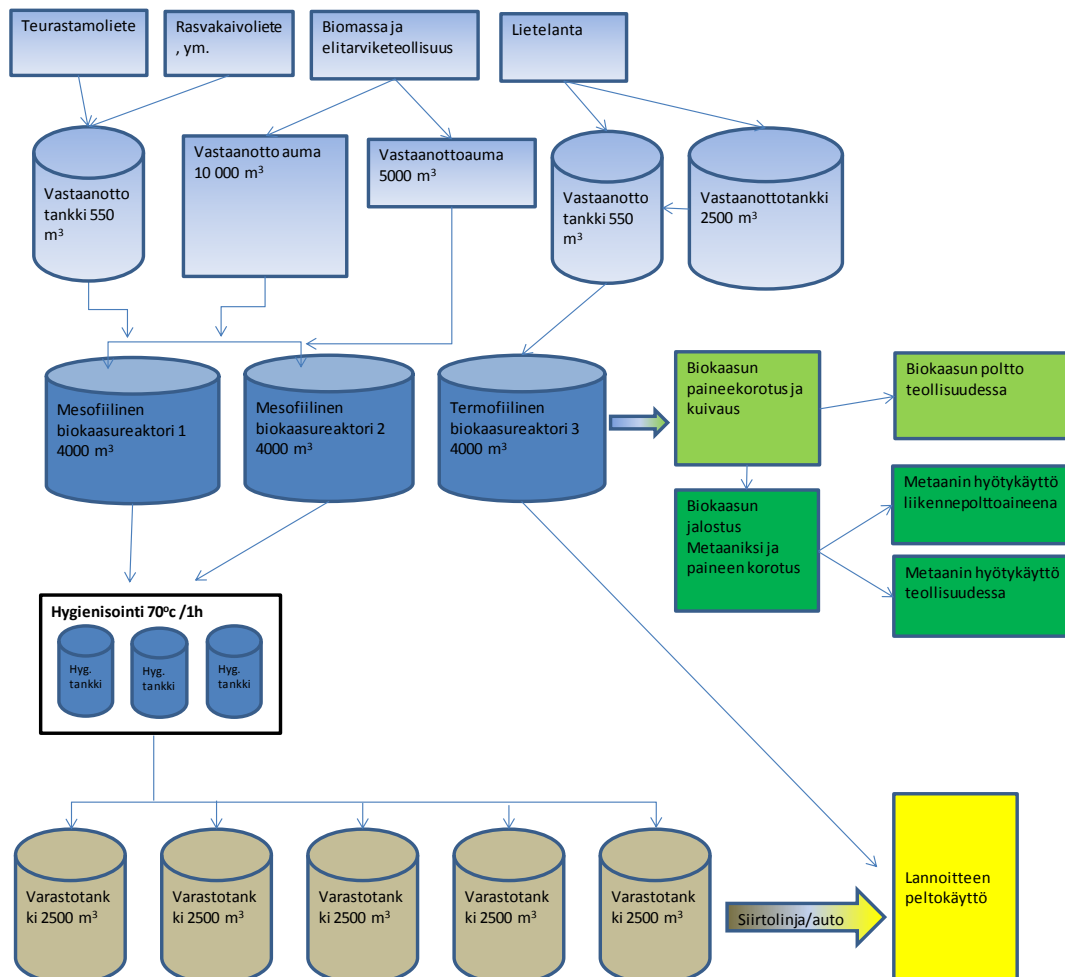 Teurastamoliete
Rasvakaivoliete
, ym.
Biomassa ja
elitarviketeollisuus
Lietelanta
Vastaanotto
tankki 550
m³
Vastaanotto auma
10 000 m³
Vastaanottoauma
5000 m³
Vastaanotto
tankki 550
m³
Vastaanottotankki
2500 m³
Mesofiilinen
biokaasureaktori 1
4000 m³
Mesofiilinen
biokaasureaktori 2
4000 m³
Termofiilinen
biokaasureaktori 3
4000 m³
Biokaasun
paineekorotus ja
kuivaus
Biokaasun poltto
teollisuudessa
Biokaasun
jalostus
Metaaniksi ja
paineen korotus
Metaanin hyötykäyttö
liikennepolttoaineena
Metaanin hyötykäyttö
teollisuudessa
Hygienisointi 70ºc /1h
Hyg.
tankki
Hyg.
tankki
Hyg.
tankki
Varastotank
ki 2500 m³
Varastotank
ki 2500 m³
Varastotank
ki 2500 m³
Varastotank
ki 2500 m³
Varastotank
ki 2500 m³
Siirtolinja/auto
Lannoitteen
peltokäyttö